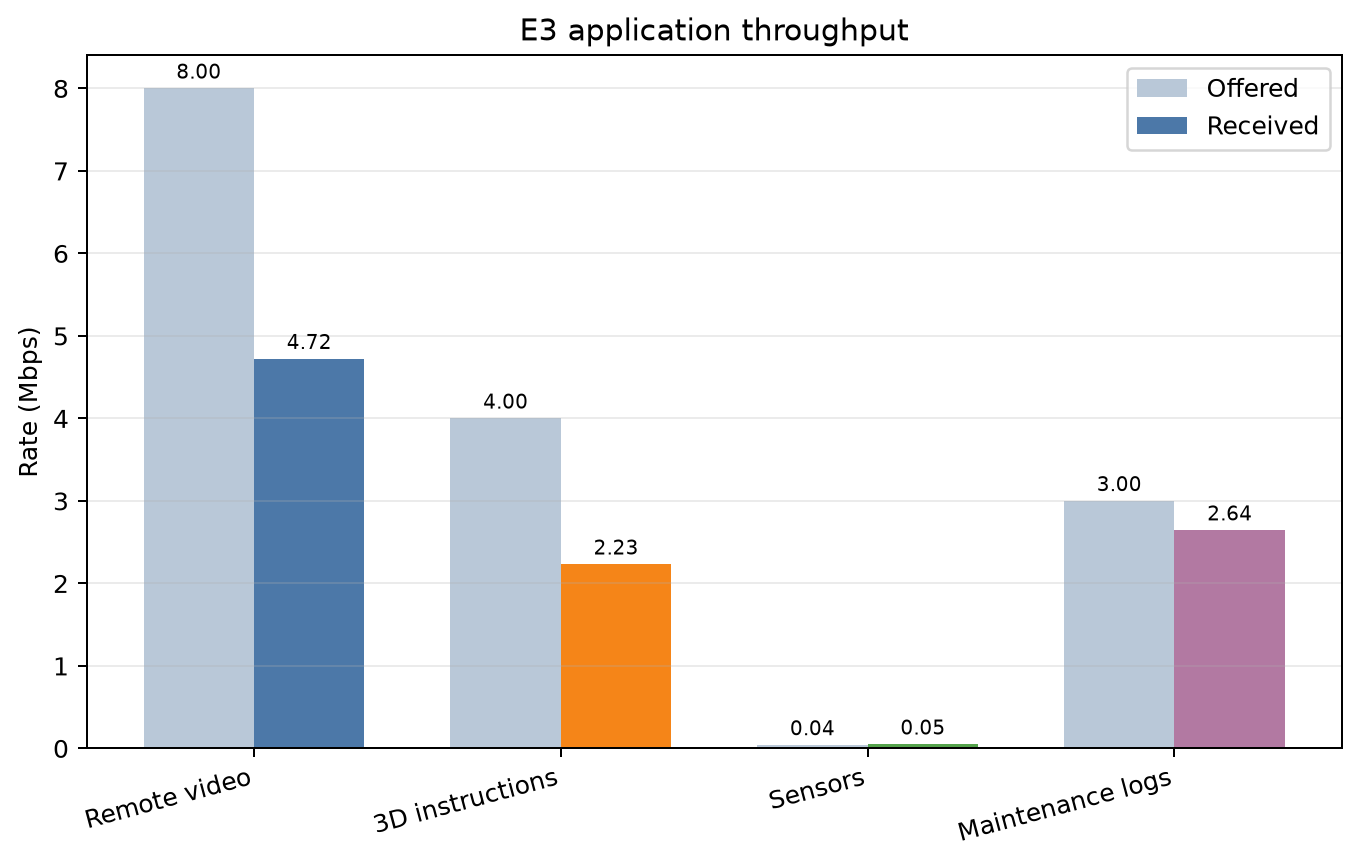 E3 application throughput
Offered
Received
Rate (Mbps)
8
7
6
5
4
3
2
1
0
8.00
4.72
4.00
2.23
0.04
0.05
3.00
2.64
Remote video
3D instructions
Sensors
Maintenance logs